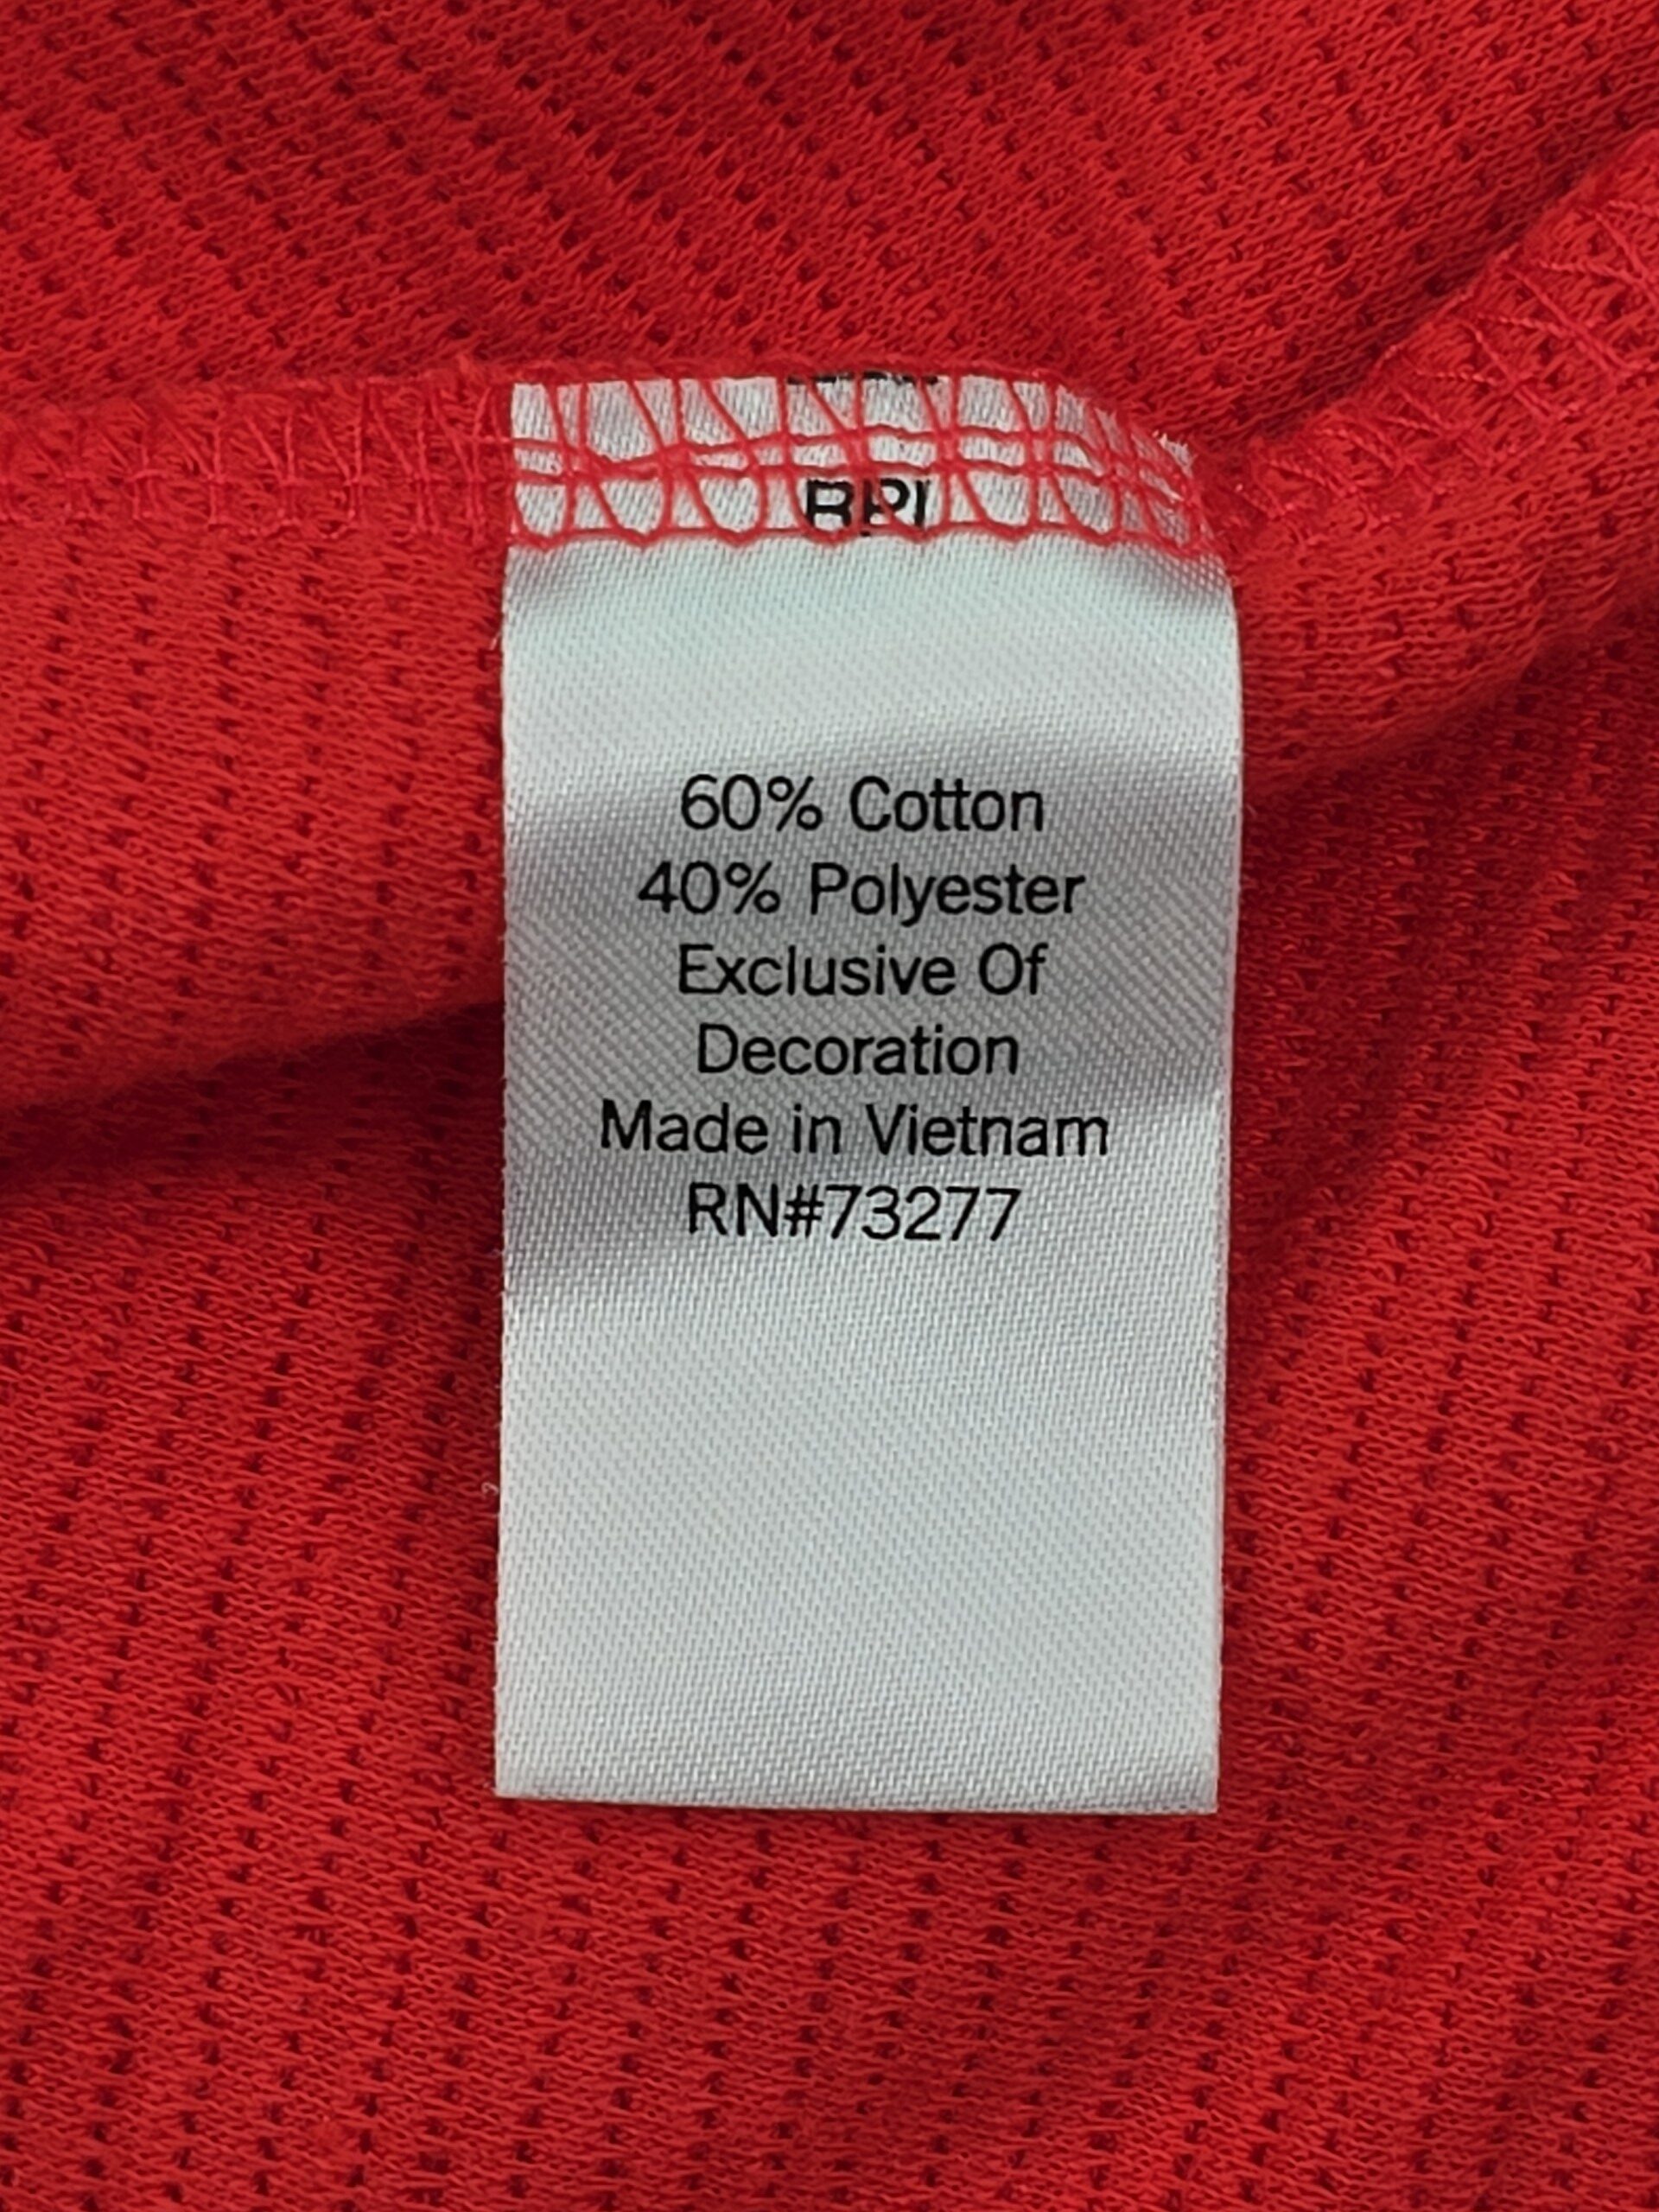 RPI
60% Cotton
40% Polyester
Exclusive Of
Decoration
Made in Vietnam
RN#73277